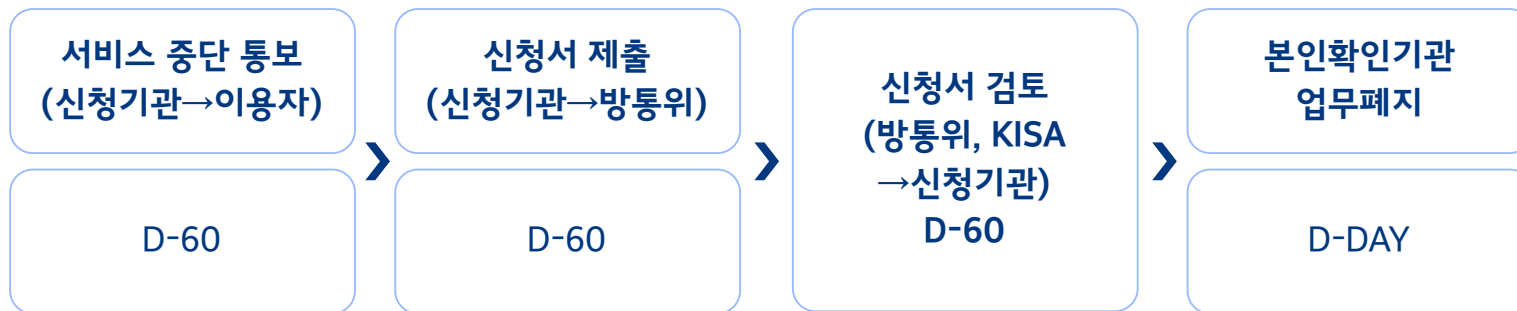 서비스 중단 통보
(신청기관→이용자)
D-60
신청서 제출
(신청기관→방통위)
D-60
신청서 검토
(방통위, KISA
→신청기관)
D-60
본인확인기관
업무폐지
D-DAY